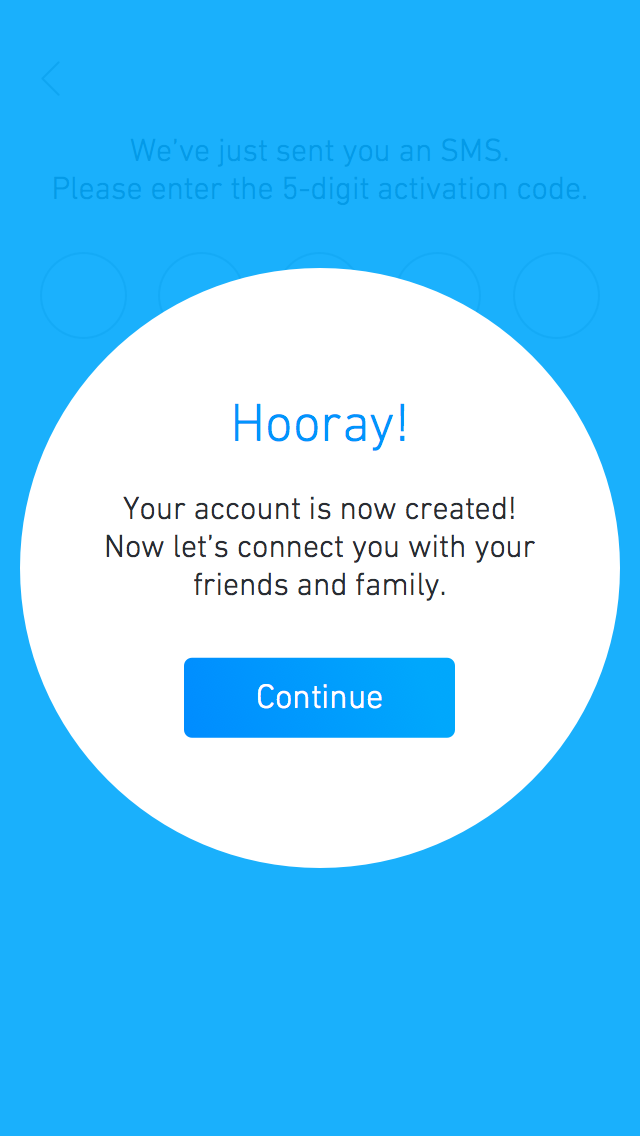 We've just sent you an SMS.
Please enter the 5-digit activation code.
Hooray!
Your account is now created!
Now let’s connect you with your
friends and family.
Continue